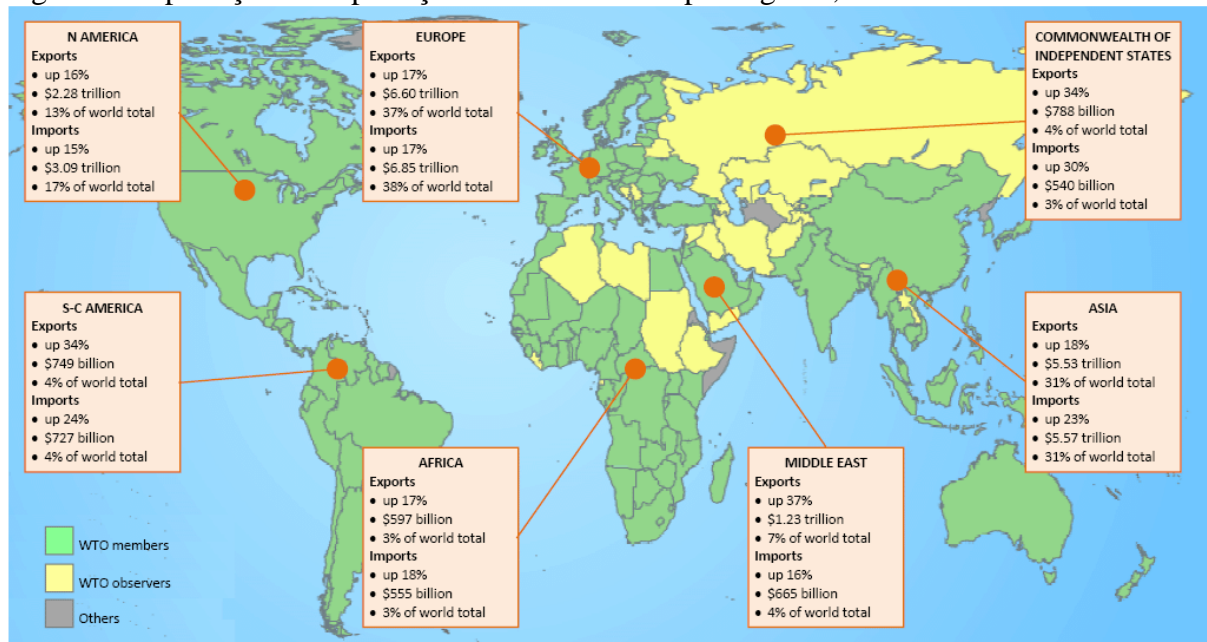 N AMERICA
Exports
• up 16%
• $2.28 trillion
• 13% of world total
Imports
• up 15%
• $3.09 trillion
• 17% of world total
EUROPE
Exports
• up 17%
• $6.60 trillion
• 37% of world total
Imports
• up 17%
• $6.85 trillion
• 38% of world total
COMMONWEALTH OF
INDEPENDENT STATES
Exports
• up 34%
• $788 billion
• 4% of world total
Imports
• up 30%
• $540 billion
• 3% of world total
S-C AMERICA
Exports
• up 34%
• $749 billion
• 4% of world total
Imports
• up 24%
• $727 billion
• 4% of world total
AFRICA
Exports
• up 17%
• $597 billion
• 3% of world total
Imports
• up 18%
• $555 billion
• 3% of world total
MIDDLE EAST
Exports
• up 37%
• $1.23 trillion
• 7% of world total
Imports
• up 16%
• $665 billion
• 4% of world total
ASIA
Exports
• up 18%
• $5.53 trillion
• 31% of world total
Imports
• up 23%
• $5.57 trillion
• 31% of world total
WTO members
WTO observers
Others